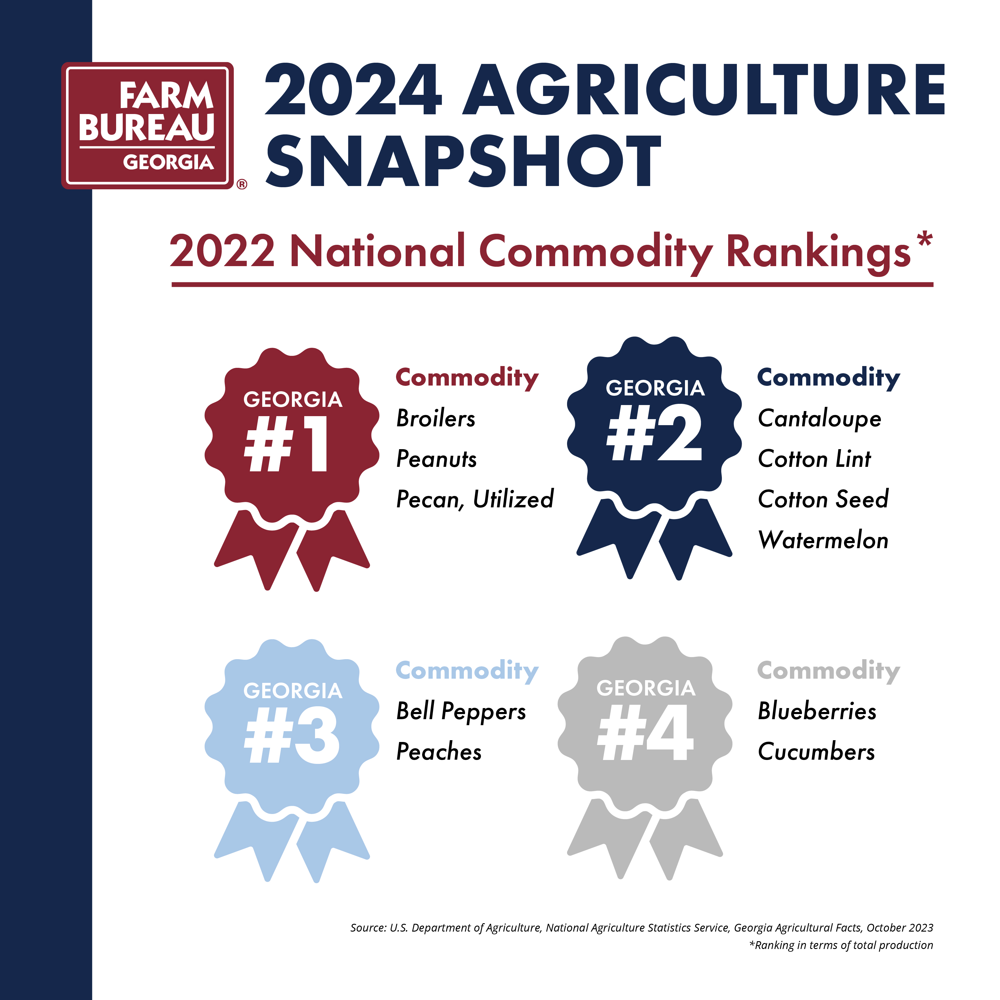 FARM
BUREAU
GEORGIA
®
2024 AGRICULTURE
SNAPSHOT
2022 National Commodity Rankings*
GEORGIA
#1
Commodity
Broilers
Peanuts
Pecan, Utilized
GEORGIA
#2
Commodity
Cantaloupe
Cotton Lint
Cotton Seed
Watermelon
GEORGIA
#3
Commodity
Bell Peppers
Peaches
GEORGIA
#4
Commodity
Blueberries
Cucumbers
Source: U.S. Department of Agriculture, National Agriculture Statistics Service, Georgia Agricultural Facts, October 2023
*Ranking in terms of total production